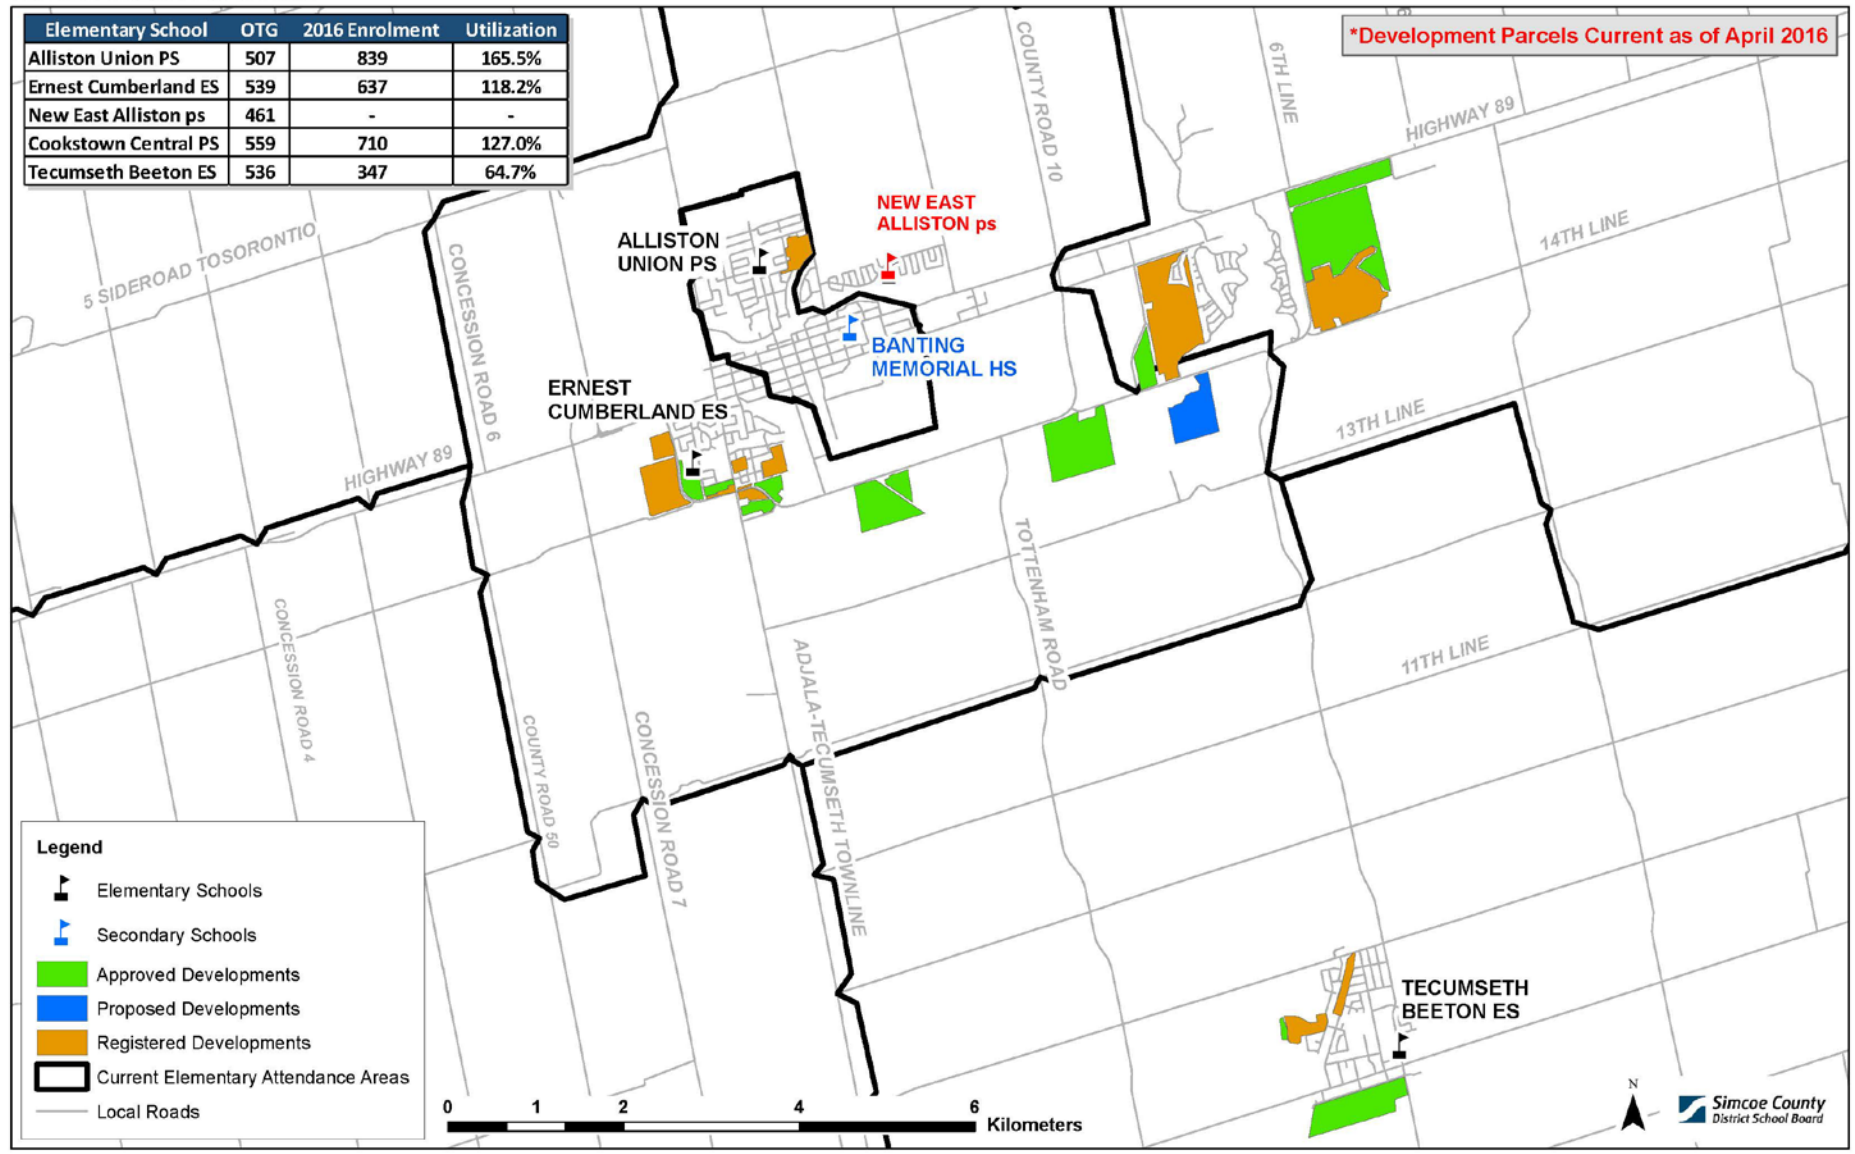 Elementary School OTG 2016 Enrolment Utilization
Alliston Union PS 507 839 165.5%
Ernest Cumberland ES 539 637 118.2%
New East Alliston ps 461 - -
Cookstown Central PS 559 710 127.0%
Tecumseth Beeton ES 536 347 64.7%
*Development Parcels Current as of April 2016
COUNTY ROAD 10
6TH LINE
HIGHWAY 89
5 SIDEROAD TOSORONTIO
CONCESSION ROAD 6
NEW EAST
ALLISTON ps
ALLISTON
UNION PS
14TH LINE
BANTING
MEMORIAL HS
ERNEST
CUMBERLAND ES
13TH LINE
HIGHWAY 89
CONCESSION ROAD 4
TOTTENHAM ROAD
11TH LINE
ADJALA-TECUMSETH TOWNLINE
COUNTY ROAD 50
CONCESSION ROAD 7
TECUMSETH
BEETON ES
Legend
Elementary Schools
Secondary Schools
Approved Developments
Proposed Developments
Registered Developments
Current Elementary Attendance Areas
Local Roads
0 1 2 4 6
Kilometers
N
Simcoe County
District School Board